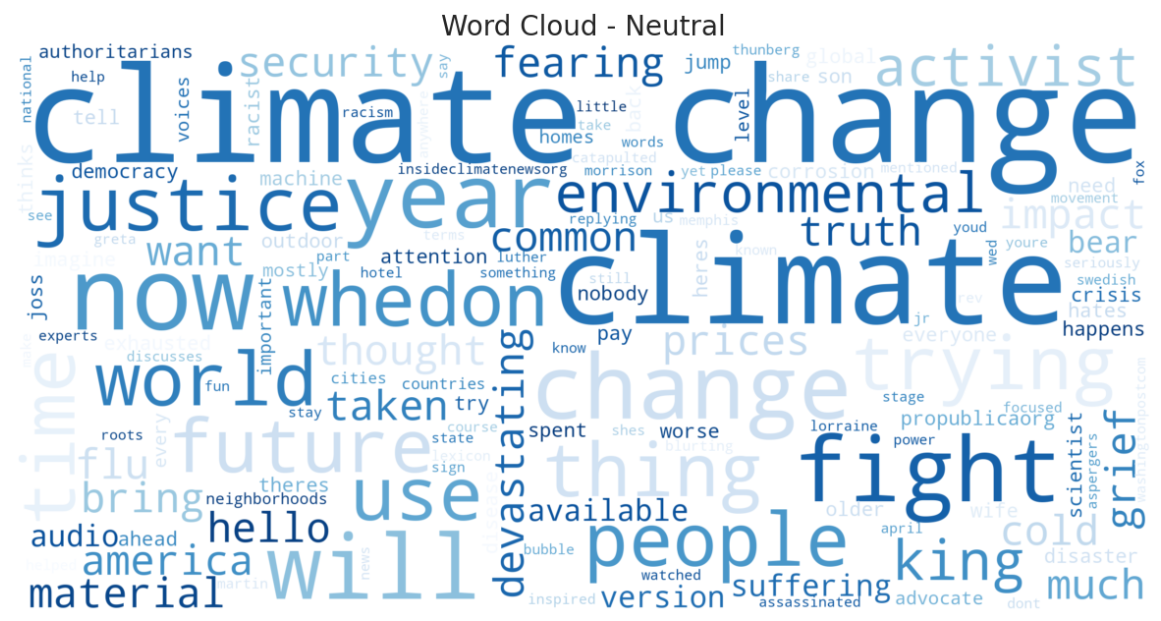 Word Cloud - Neutral
authoritarians
security
say
fearing
jump
thunberg
global
activist
national
help
climate change
voices
racist
racism
little
share son
back
level
tell
anywhere
take
homes
words
thinks
democracy
machine
insideclimatenewsorg
catapulted
morrison
yet please
corrosion
mentioned
fox
need
movement
justice
year
environmental
impact
see
replying
us
memphis
greta
outdoor
terms
common
truth
youd
youre
want
imagine
part
attention
luther
known
wed
bear
seriously
mostly
hotel
something
heres
still
swedish
joss
now
whedon
important
nobody
climate
rev
crisis
hates
experts
exhausted
pay
jr
happens
discusses
thought
devastating
know
prices
everyone
trying
make
time
world
fun
cities
countries
change
stay
taken
try
stage
focused
propublicaorg
washingtonpostcom
roots
every
future
course
state
spent
shes
worse
lorraine
power
blurting
lexicon
flu
sign
thing
fight
scientist
aspergers
grief
bring
theres
neighborhoods
use
available
older
wife
audio
ahead
hello
april
cold
america
will
news
bubble
people
king
disaster
material
martin
watched
suffering
much
inspired
version
assassinated
advocate
dont